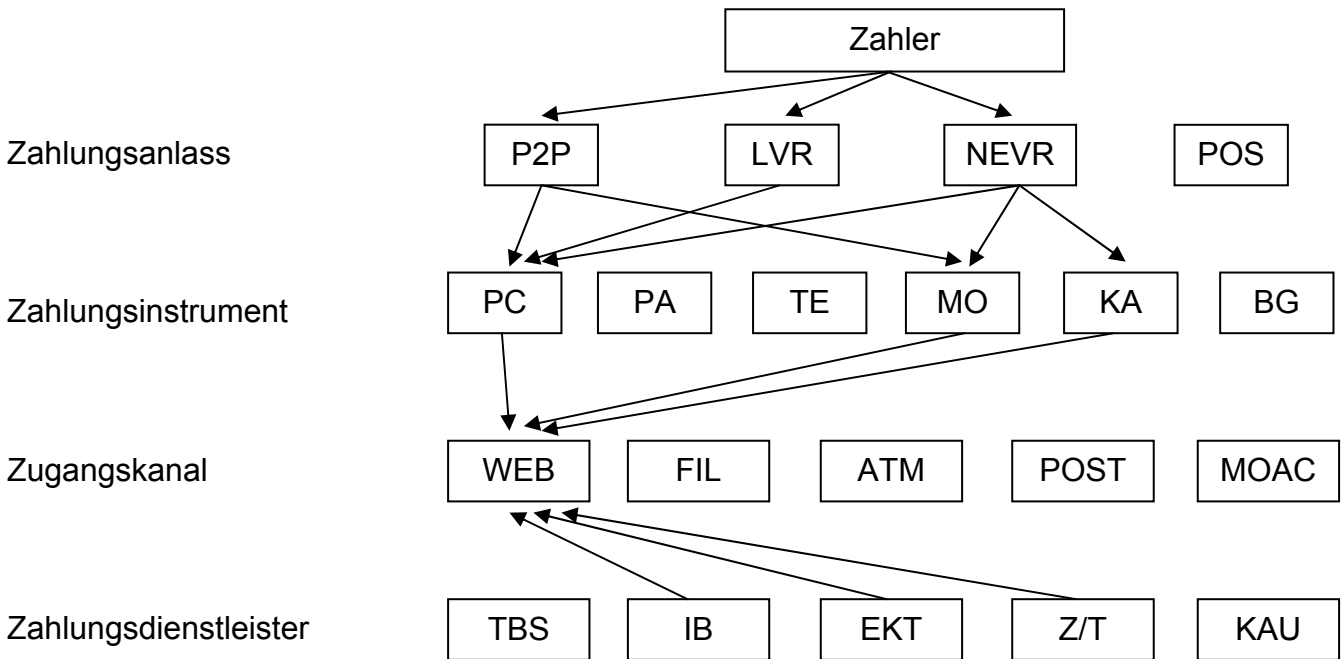 Zahler
Zahlungsanlass P2P LVR NEVR POS
Zahlungsinstrument PC PA TE MO KA BG
Zugangskanal WEB FIL ATM POST MOAC
Zahlungsdienstleister TBS IB EKT Z/T KAU